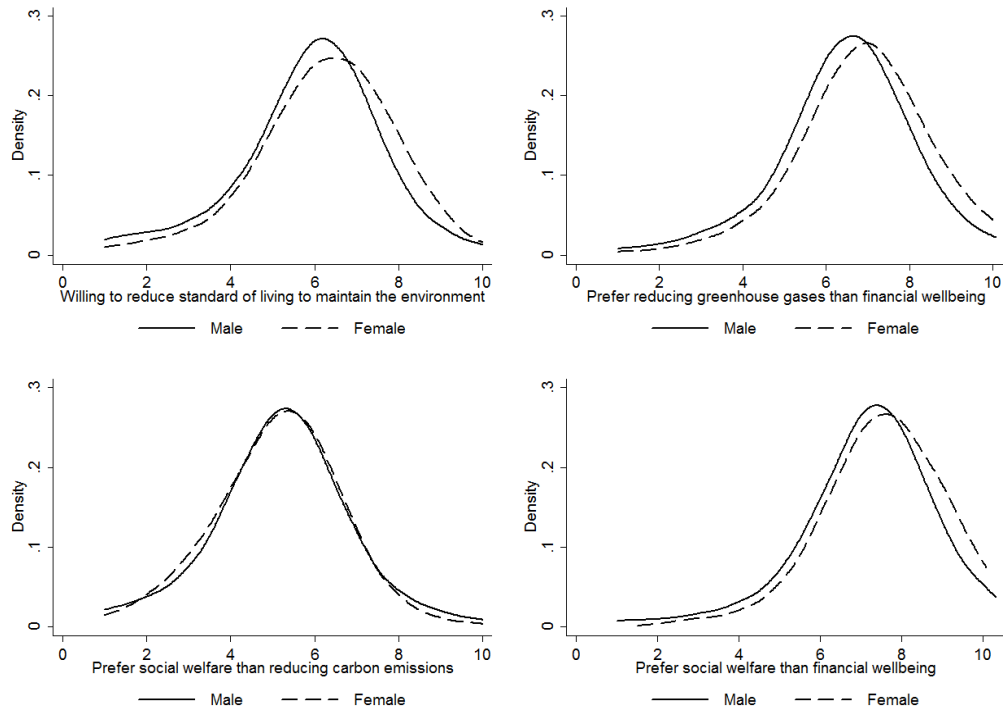 .3
.2
.1
0
Density
0 2 4 6 8 10
Willing to reduce standard of living to maintain the environment
Male Female
.3
.2
.1
0
Density
0 2 4 6 8 10
Prefer reducing greenhouse gases than financial wellbeing
Male Female
.3
.2
.1
0
Density
0 2 4 6 8 10
Prefer social welfare than reducing carbon emissions
Male Female
.3
.2
.1
0
Density
0 2 4 6 8 10
Prefer social welfare than financial wellbeing
Male Female